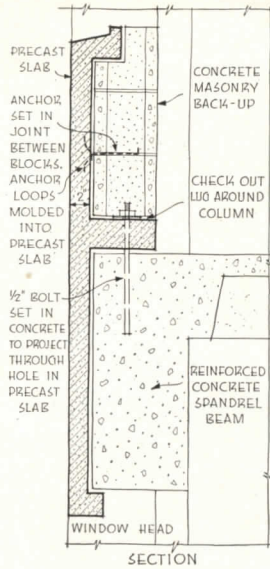 PRECAST
SLAB
ANCHOR
SET IN
JOINT
BETWEEN
BLOCKS.
ANCHOR
LOOPS
MOLDED
INTO
PRECAST
SLAB
2"
½" BOLT
SET IN
CONCRETE
TO PROJECT
THROUGH
HOLE IN
PRECAST
SLAB
CONCRETE
MASONRY
BACK-UP
CHECK OUT
LUG AROUND
COLUMN
REINFORCED
CONCRETE
SPANDREL
BEAM
WINDOW HEAD
SECTION